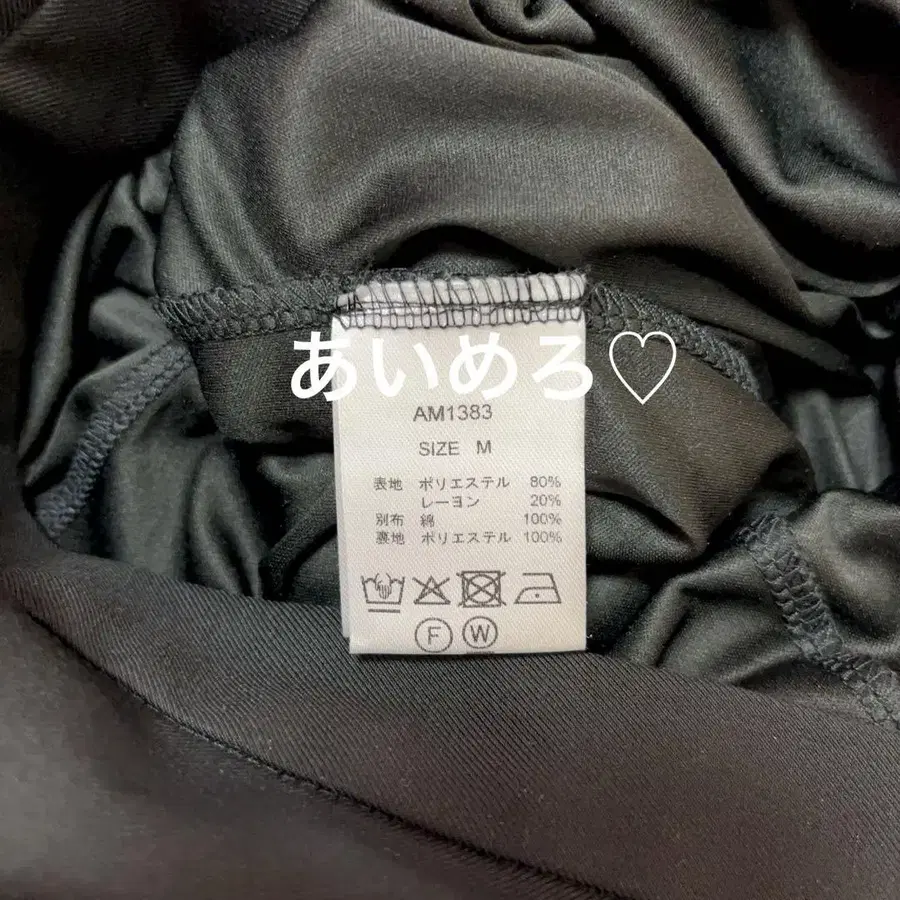 あいめろ♡
AM1383
SIZE M
表地 ポリエステル 80%
レーヨン 20%
別布 綿 100%
裏地 ポリエステル 100%
F W